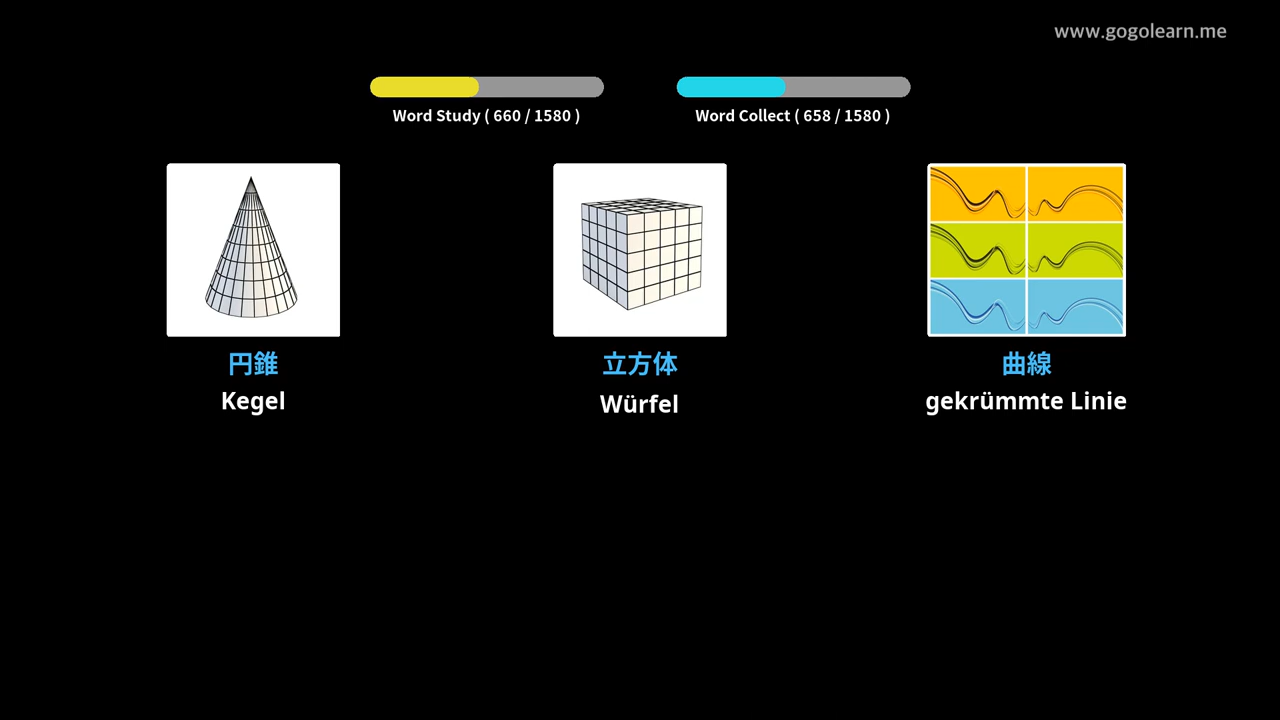 www.gogolearn.me
Word Study ( 660 / 1580 )
Word Collect ( 658 / 1580 )
円錐
立方体
曲線
Kegel
Würfel
gekrümmte Linie